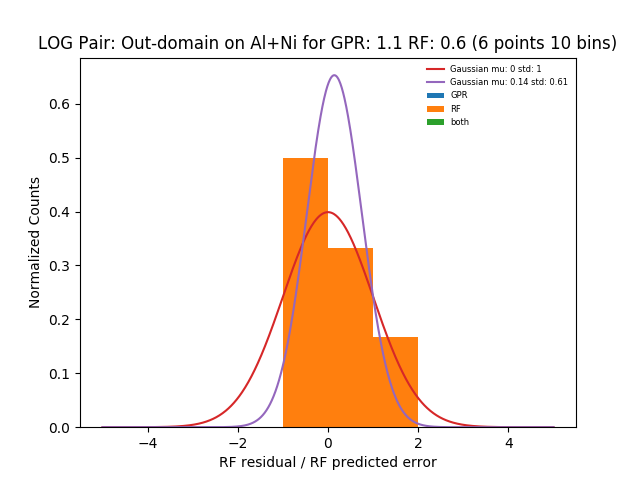 LOG Pair: Out-domain on Al+Ni for GPR: 1.1 RF: 0.6 (6 points 10 bins)
Gaussian mu: 0 std: 1
Gaussian mu: 0.14 std: 0.61
GPR
RF
both
Normalized Counts
0.6
0.5
0.4
0.3
0.2
0.1
0.0
−4 −2 0 2 4
RF residual / RF predicted error